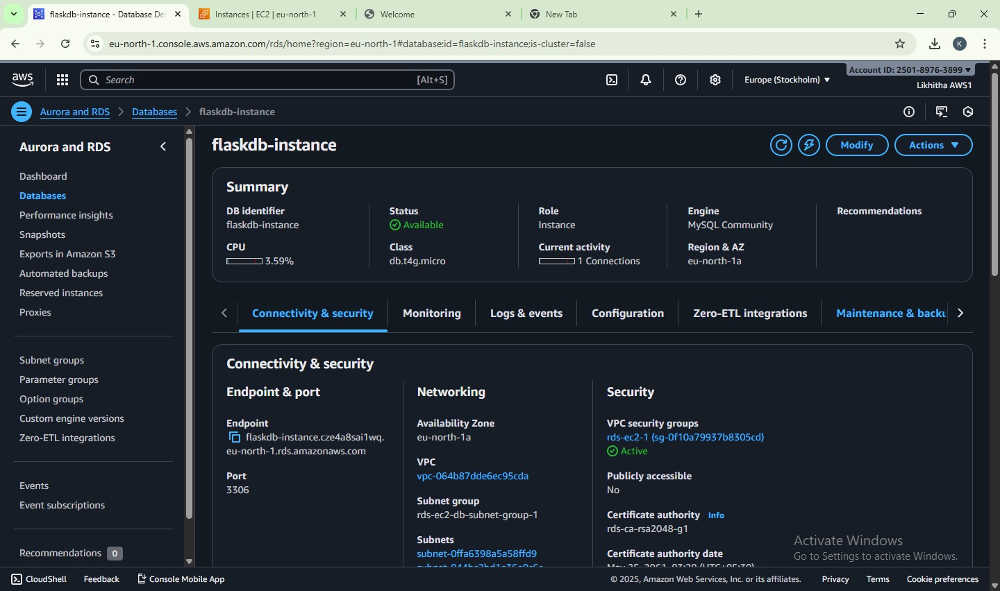 flaskdb-instance - Database De
Instances | EC2 | eu-north-1
Welcome
New Tab
eu-north-1.console.aws.amazon.com/rds/home?region=eu-north-1#database:id=flaskdb-instance;is-cluster=false
K
aws
Search
[Alt+S]
Europe (Stockholm)
Account ID: 2501-8976-3899
Likhitha AWS1
Aurora and RDS
Databases
flaskdb-instance
Aurora and RDS
Dashboard
Databases
Performance insights
Snapshots
Exports in Amazon S3
Automated backups
Reserved instances
Proxies
Subnet groups
Parameter groups
Option groups
Custom engine versions
Zero-ETL integrations
Events
Event subscriptions
Recommendations 0
flaskdb-instance
Modify
Actions
Summary
DB identifier
flaskdb-instance
CPU
3.59%
Status
Available
Class
db.t4g.micro
Role
Instance
Current activity
1 Connections
Engine
MySQL Community
Region & AZ
eu-north-1a
Recommendations
Connectivity & security
Monitoring
Logs & events
Configuration
Zero-ETL integrations
Maintenance & backu
Connectivity & security
Endpoint & port
Endpoint
flaskdb-instance.cze4a8sai1wq.
eu-north-1.rds.amazonaws.com
Port
3306
Networking
Availability Zone
eu-north-1a
VPC
vpc-064b87dde6ec95cda
Subnet group
rds-ec2-db-subnet-group-1
Subnets
subnet-0ffa6398a5a58ffd9
Security
VPC security groups
rds-ec2-1 (sg-0f10a79937b8305cd)
Active
Publicly accessible
No
Certificate authority Info
rds-ca-rsa2048-g1
Certificate authority date
Activate Windows
Go to Settings to activate Windows.
CloudShell
Feedback
Console Mobile App
© 2025, Amazon Web Services, Inc. or its affiliates.
Privacy
Terms
Cookie preferences